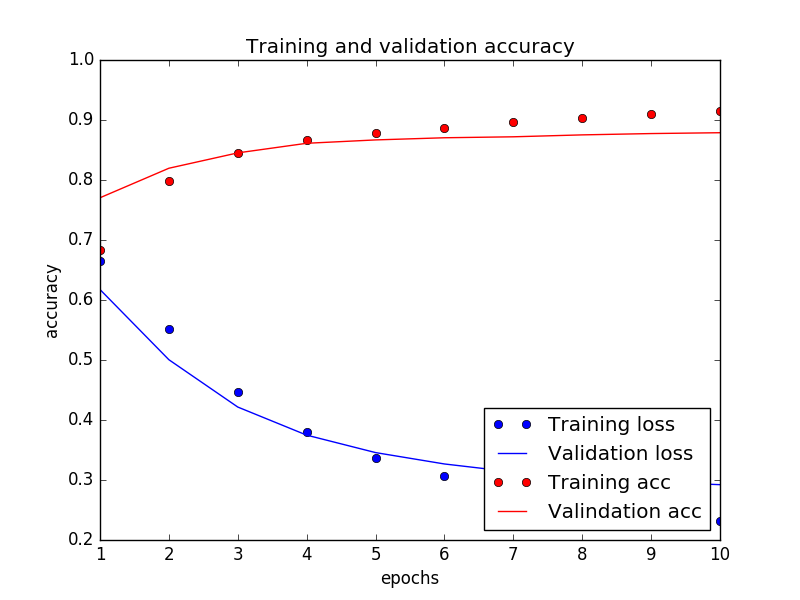 Training and validation accuracy
1.0
0.9
0.8
0.7
0.6
0.5
0.4
0.3
0.2
accuracy
Training loss
Validation loss
Training acc
Valindation acc
1 2 3 4 5 6 7 8 9 10
epochs